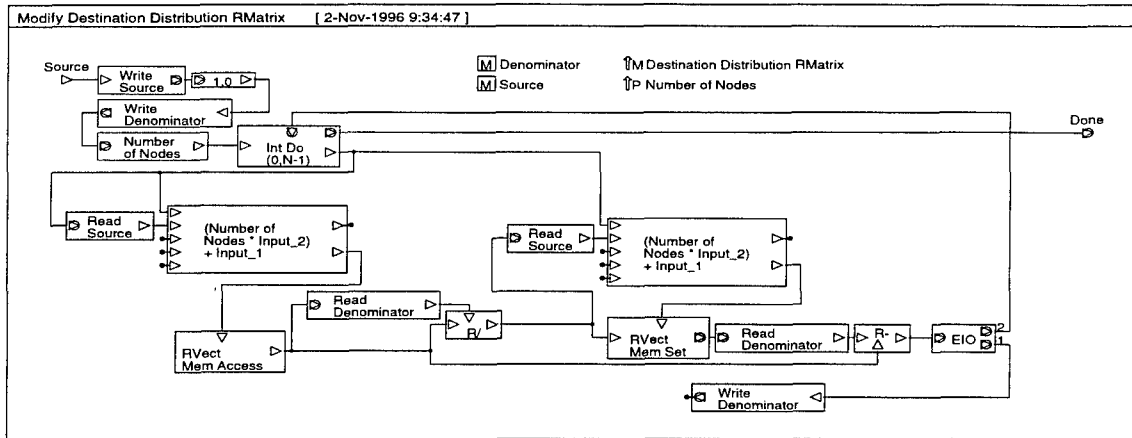 Modify Destination Distribution RMatrix [ 2-Nov-1996 9:34:47 ]
Source
Write
Source
1.0
M Denominator
⇑M Destination Distribution RMatrix
M Source
⇑P Number of Nodes
Write
Denominator
Done
Number
of Nodes
Int Do
(0,N-1)
Read
Source
(Number of
Nodes * Input_2)
+ Input_1
Read
Source
(Number of
Nodes * Input_2)
+ Input_1
Read
Denominator
R/
RVect
Mem Access
RVect
Mem Set
Read
Denominator
R-
EIO
2
1
Write
Denominator